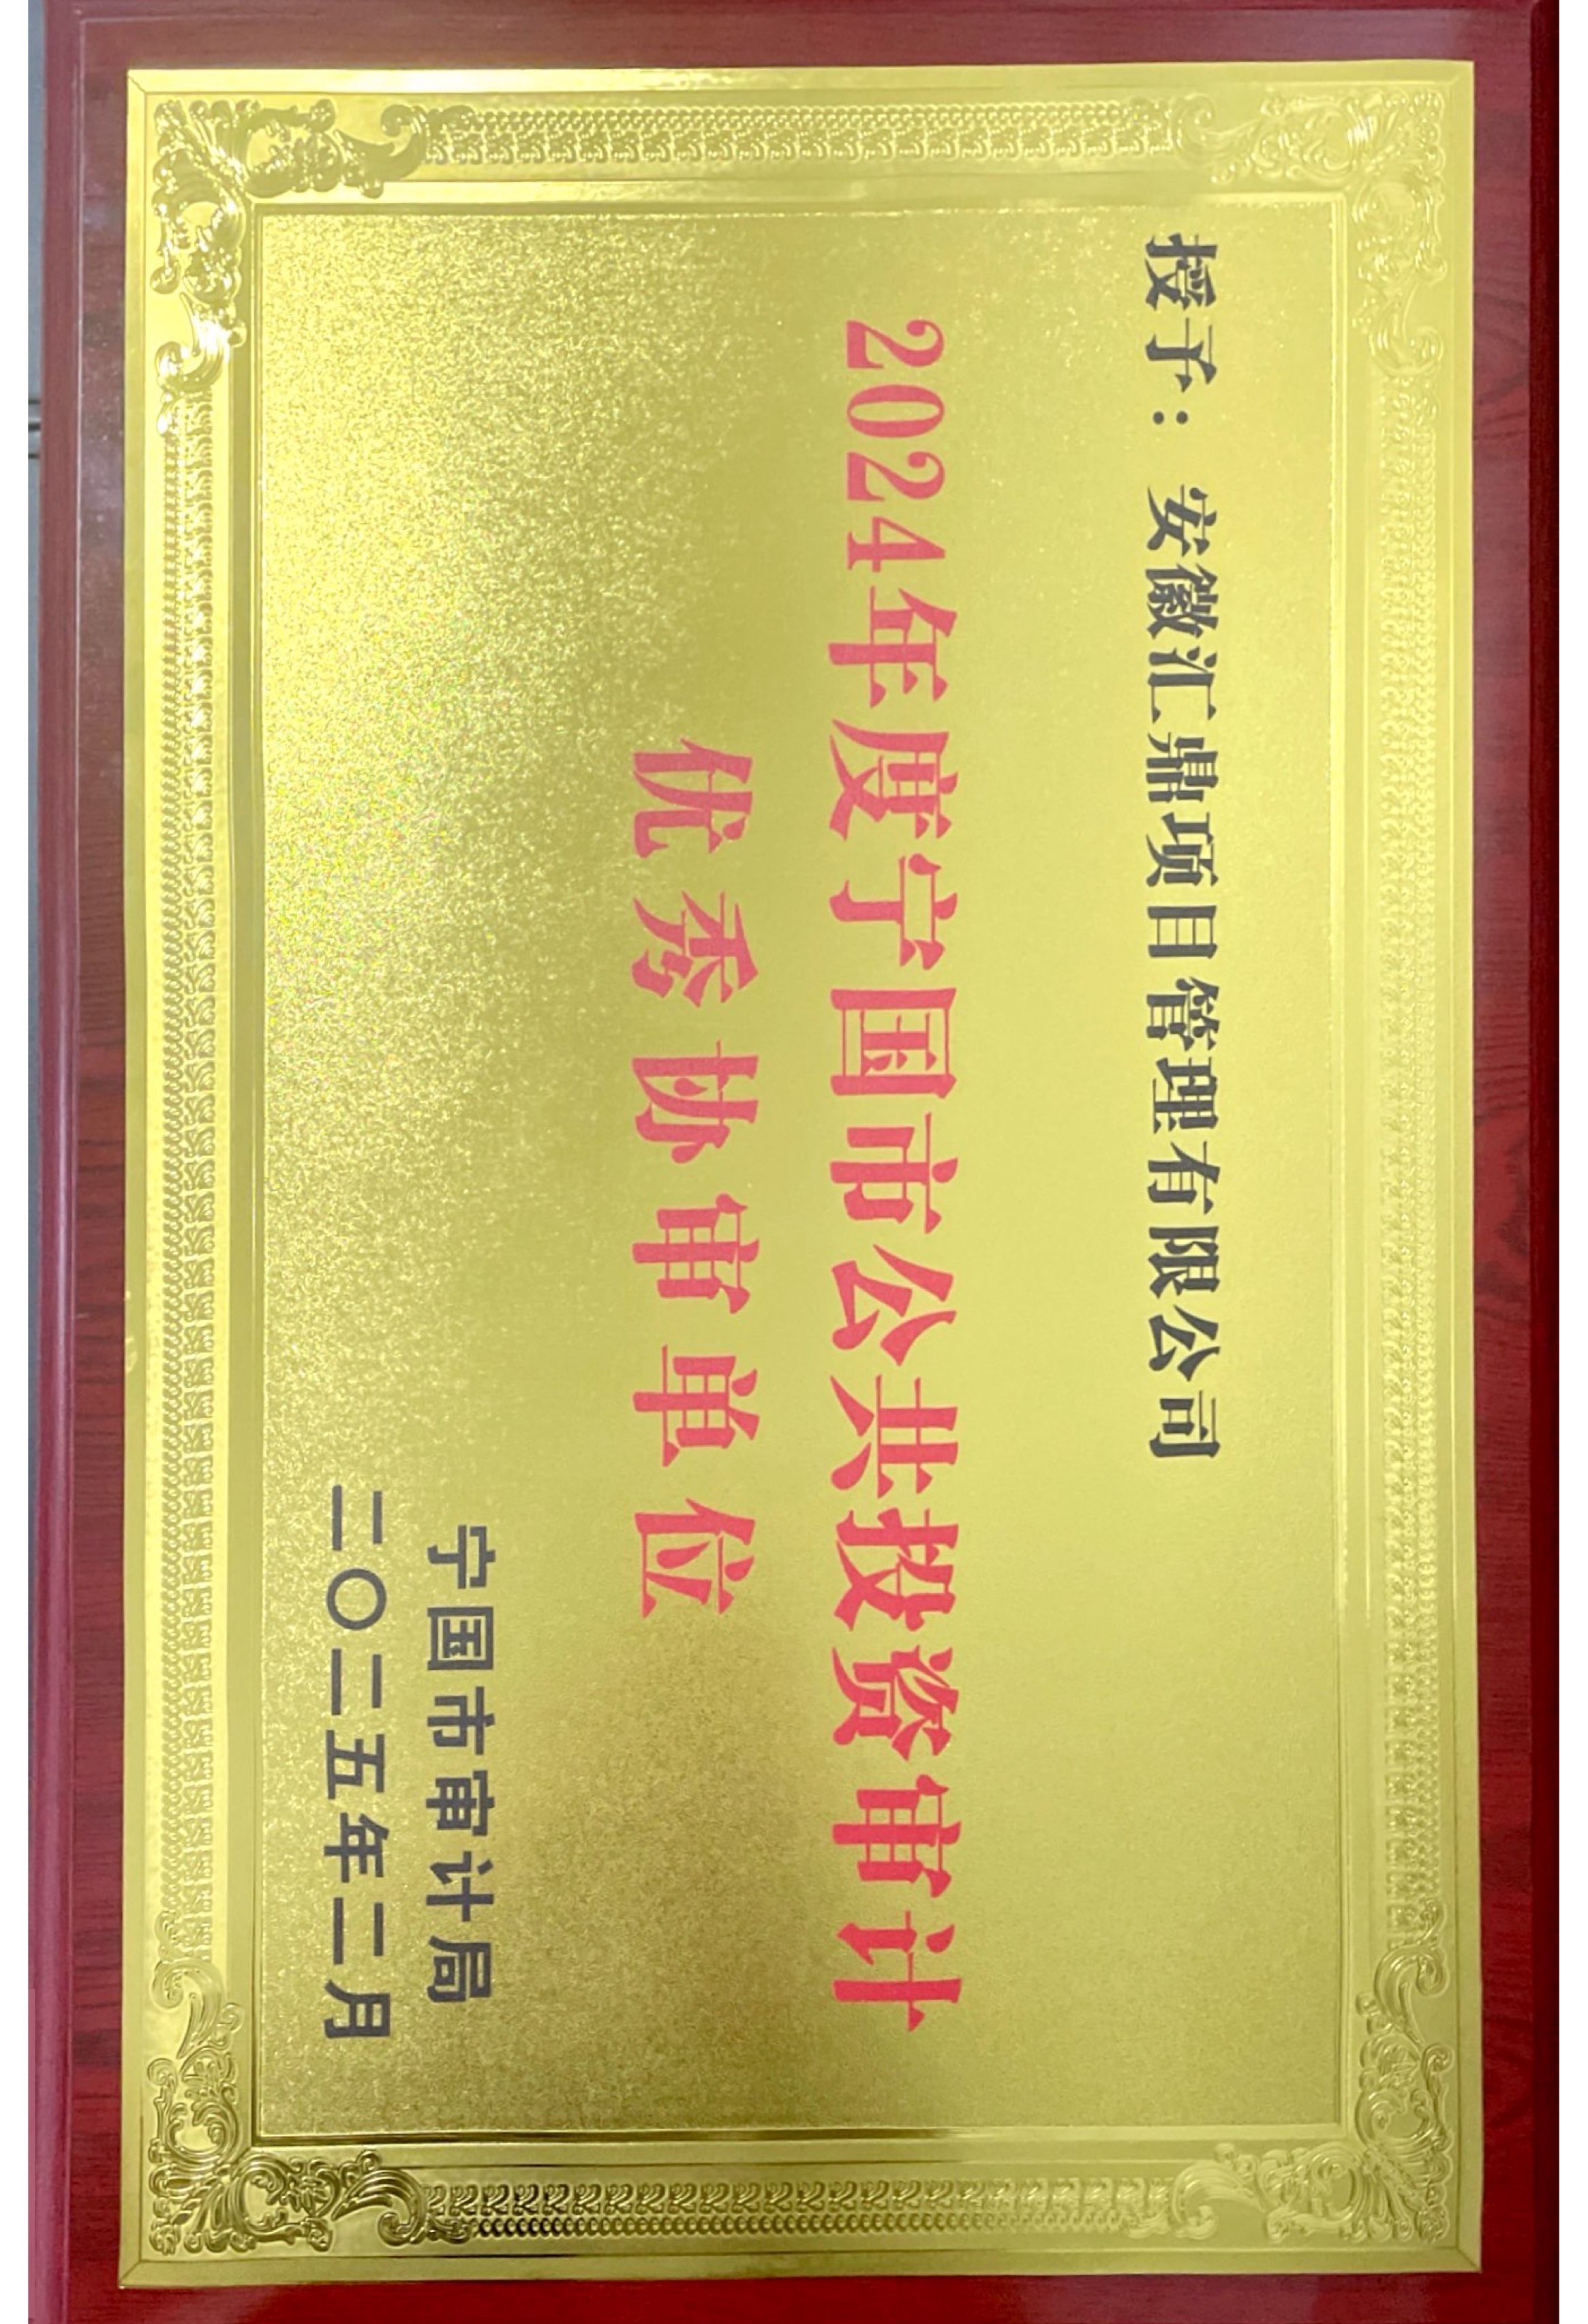 授予：安徽汇鼎项目管理有限公司
2024年度宁国市公共投资审计
优秀协审单位
宁国市审计局
二〇二五年二月